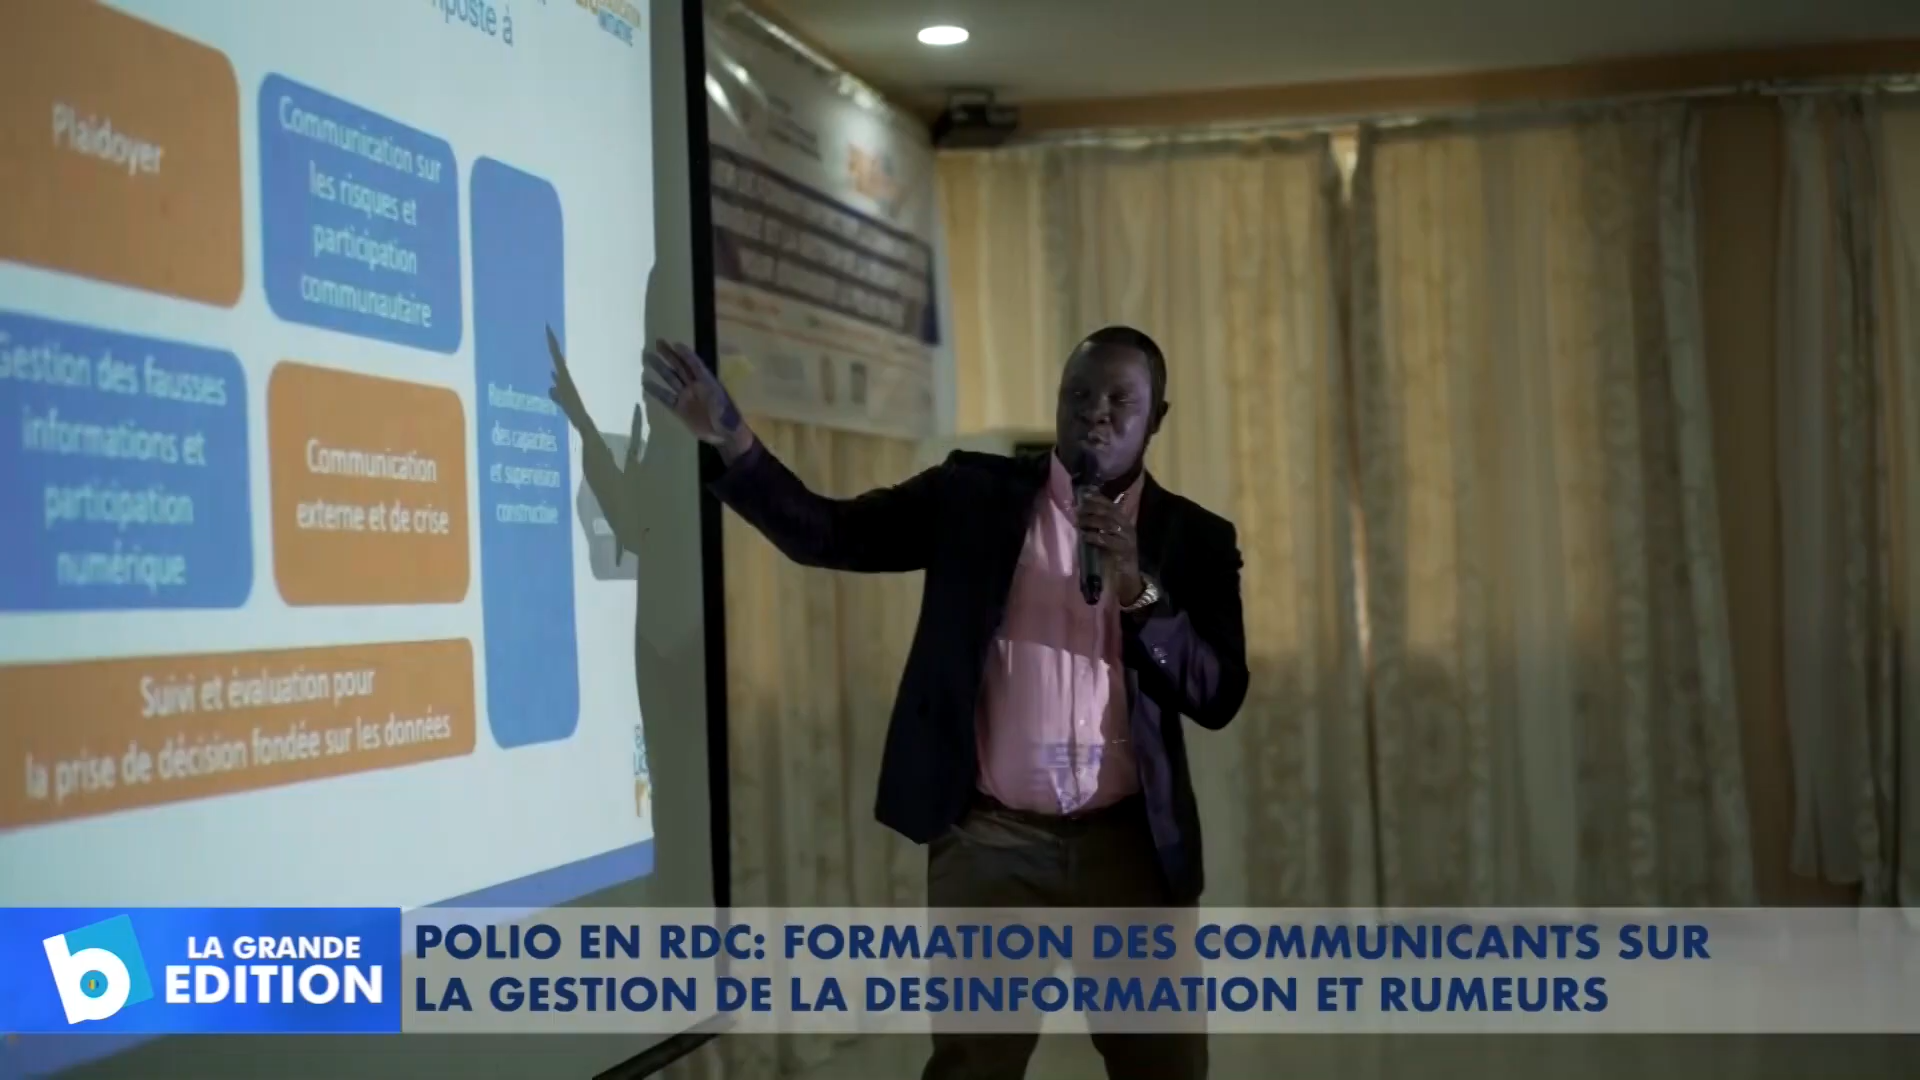 mposte à
INITIATIVE
Plaidoyer
Communication sur
les risques et
participation
communautaire
Gestion des fausses
informations et
participation
numérique
Communication
externe et de crise
Renforcement
des capacités
et supervision
constructive
Suivi et évaluation pour
la prise de décision fondée sur les données
b
LA GRANDE
EDITION
POLIO EN RDC: FORMATION DES COMMUNICANTS SUR
LA GESTION DE LA DESINFORMATION ET RUMEURS